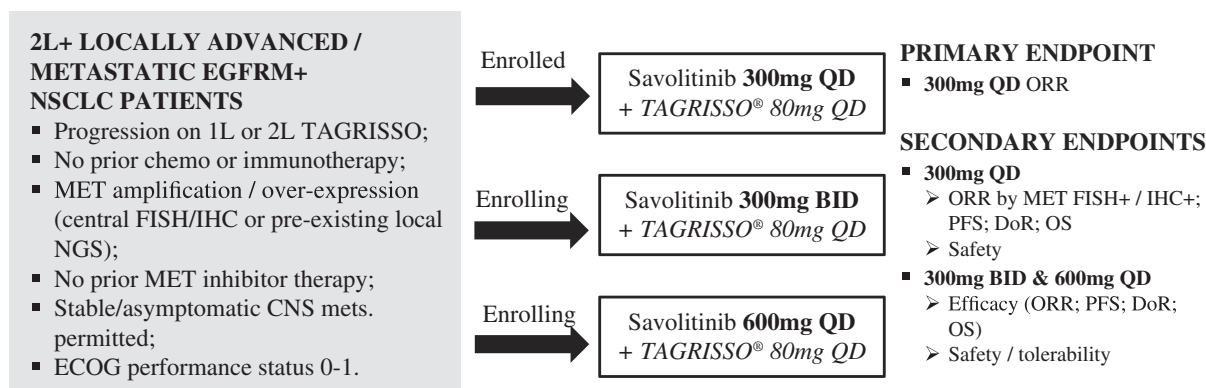 2L+ LOCALLY ADVANCED /
METASTATIC EGFRM+
NSCLC PATIENTS
▪ Progression on 1L or 2L TAGRISSO;
▪ No prior chemo or immunotherapy;
▪ MET amplification / over-expression
(central FISH/IHC or pre-existing local
NGS);
▪ No prior MET inhibitor therapy;
▪ Stable/asymptomatic CNS mets.
permitted;
▪ ECOG performance status 0-1.
Enrolled
Savolitinib 300mg QD
+ TAGRISSO® 80mg QD
Enrolling
Savolitinib 300mg BID
+ TAGRISSO® 80mg QD
Enrolling
Savolitinib 600mg QD
+ TAGRISSO® 80mg QD
PRIMARY ENDPOINT
▪ 300mg QD ORR
SECONDARY ENDPOINTS
▪ 300mg QD
➢ ORR by MET FISH+ / IHC+;
PFS; DoR; OS
➢ Safety
▪ 300mg BID & 600mg QD
➢ Efficacy (ORR; PFS; DoR;
OS)
➢ Safety / tolerability